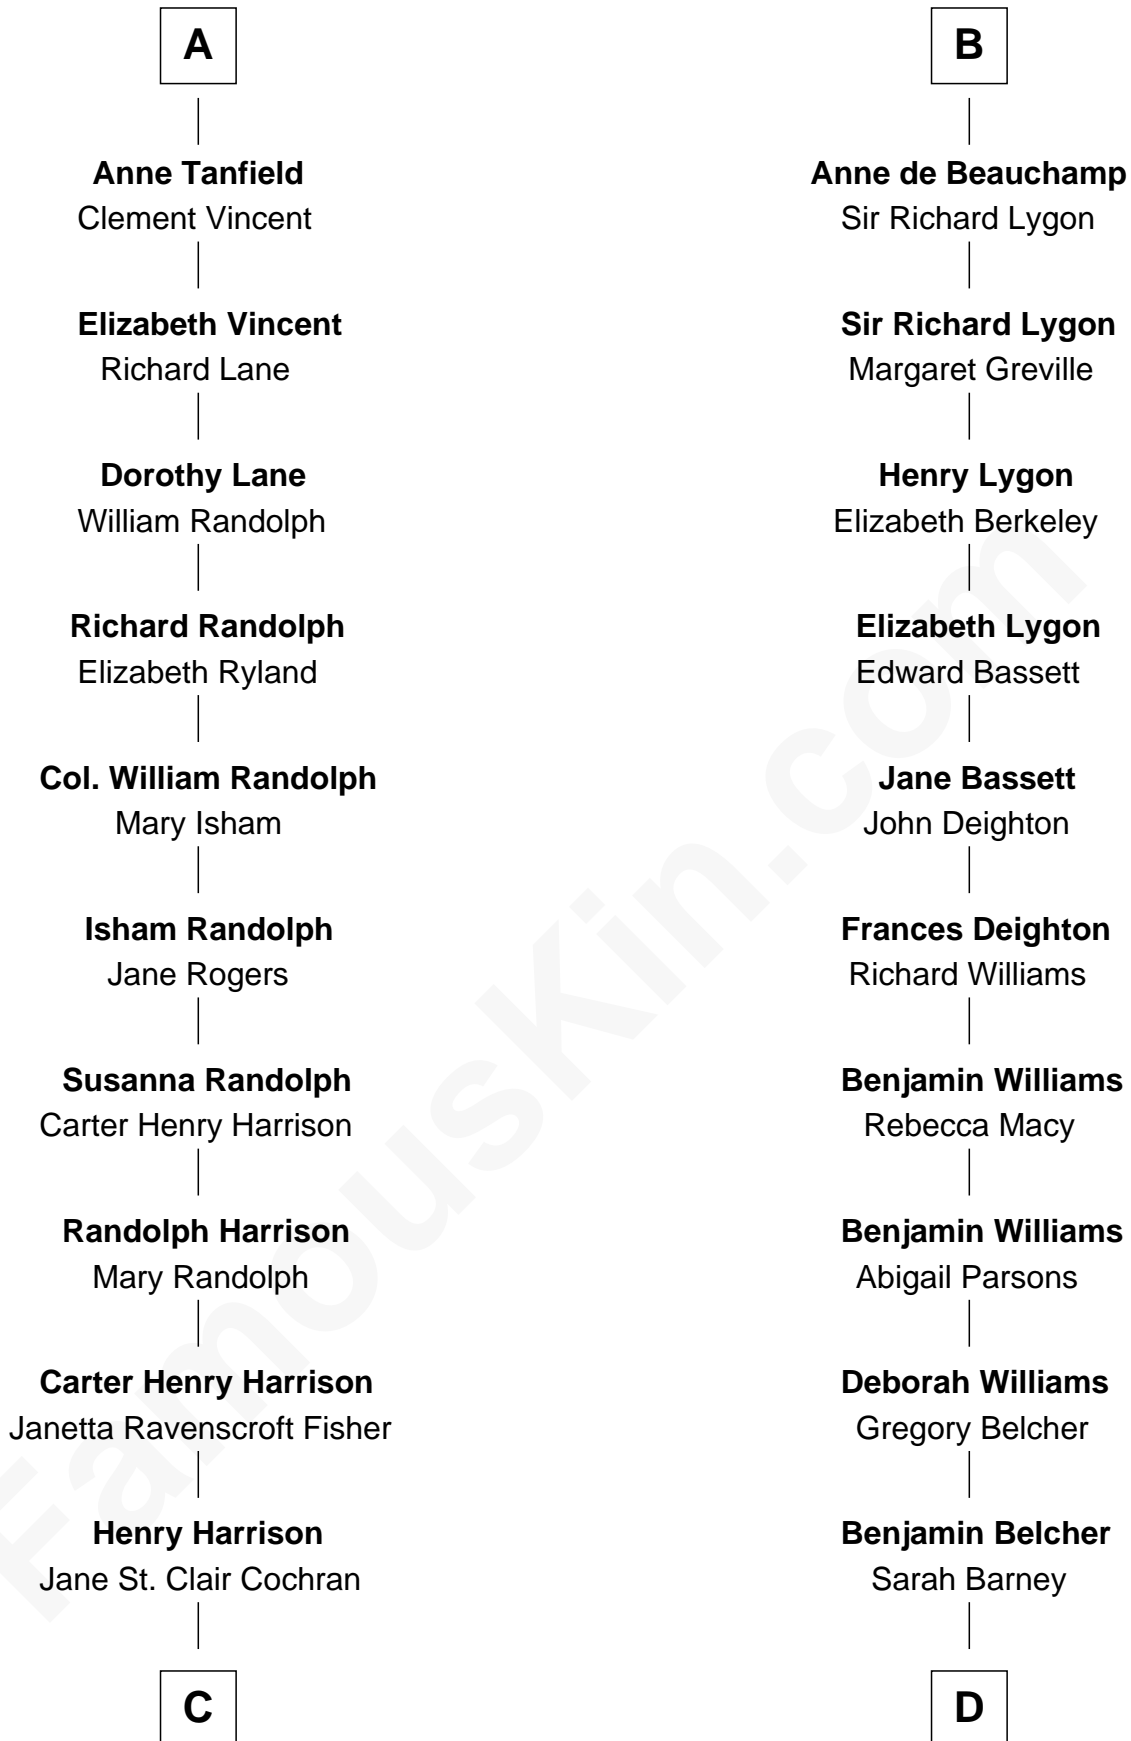 A
Anne Tanfield
Clement Vincent
Elizabeth Vincent
Richard Lane
Dorothy Lane
William Randolph
Richard Randolph
Elizabeth Ryland
Col. William Randolph
Mary Isham
Isham Randolph
Jane Rogers
Susanna Randolph
Carter Henry Harrison
Randolph Harrison
Mary Randolph
Carter Henry Harrison
Janetta Ravenscroft Fisher
Henry Harrison
Jane St. Clair Cochran
C
B
Anne de Beauchamp
Sir Richard Lygon
Sir Richard Lygon
Margaret Greville
Henry Lygon
Elizabeth Berkeley
Elizabeth Lygon
Edward Bassett
Jane Bassett
John Deighton
Frances Deighton
Richard Williams
Benjamin Williams
Rebecca Macy
Benjamin Williams
Abigail Parsons
Deborah Williams
Gregory Belcher
Benjamin Belcher
Sarah Barney
D
FamousKin.com